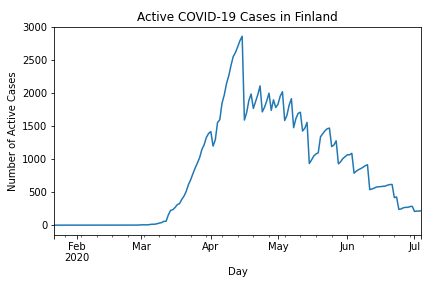 Active COVID-19 Cases in Finland
Number of Active Cases
3000
2500
2000
1500
1000
500
0
Feb
2020
Mar
Apr
May
Jun
Jul
Day